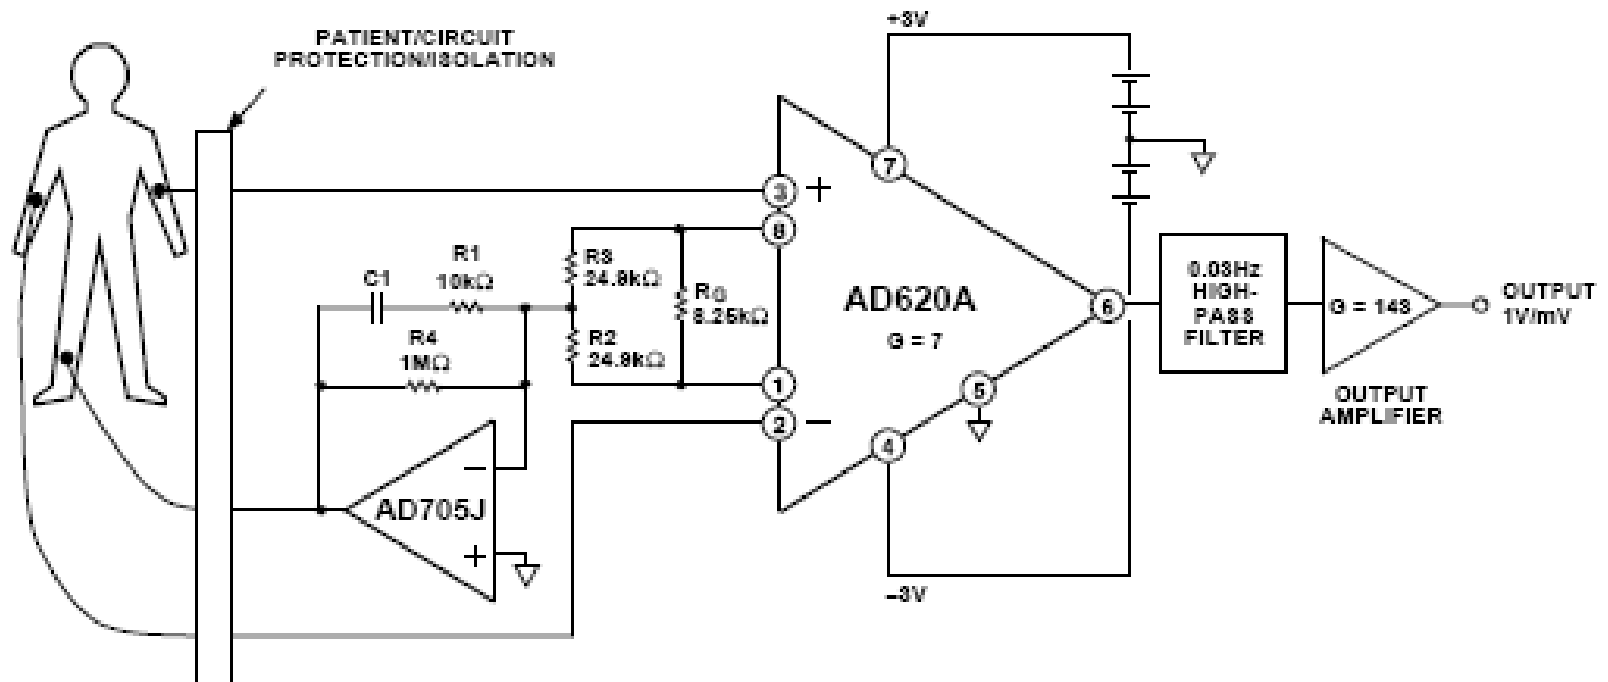 PATIENT/CIRCUIT
PROTECTION/ISOLATION
+3V
7
3
+
8
R1
10kΩ
C1
R3
24.9kΩ
RG
8.25kΩ
R4
1MΩ
R2
24.9kΩ
AD620A
G = 7
6
0.03Hz
HIGH-
PASS
FILTER
G = 143
OUTPUT
1V/mV
OUTPUT
AMPLIFIER
1
2
−
5
4
AD705J
−
+
−3V